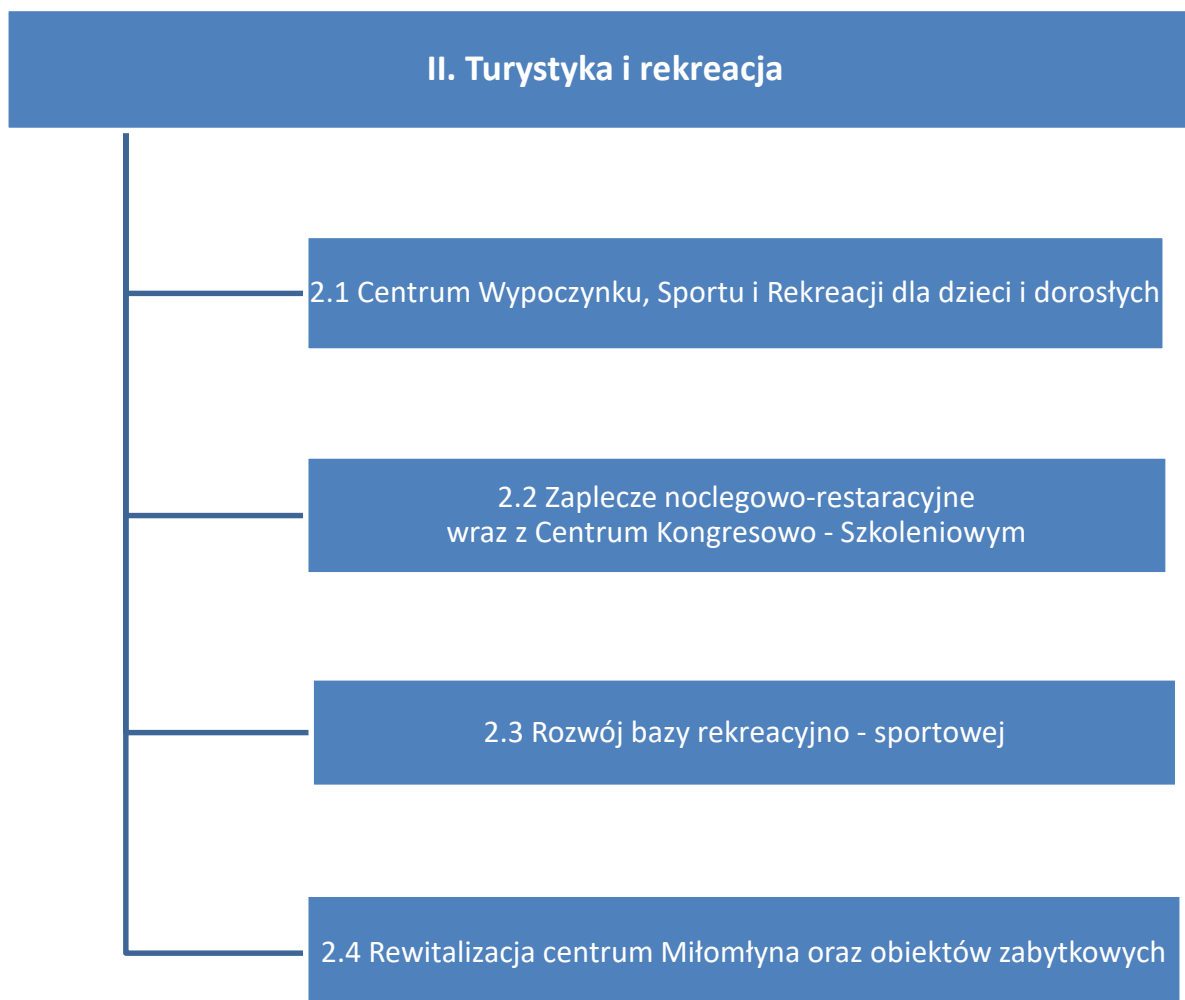 II. Turystyka i rekreacja
2.1 Centrum Wypoczynku, Sportu i Rekreacji dla dzieci i dorosłych
2.2 Zaplecze noclegowo-restaracyjne
wraz z Centrum Kongresowo - Szkoleniowym
2.3 Rozwój bazy rekreacyjno - sportowej
2.4 Rewitalizacja centrum Miłomłyna oraz obiektów zabytkowych